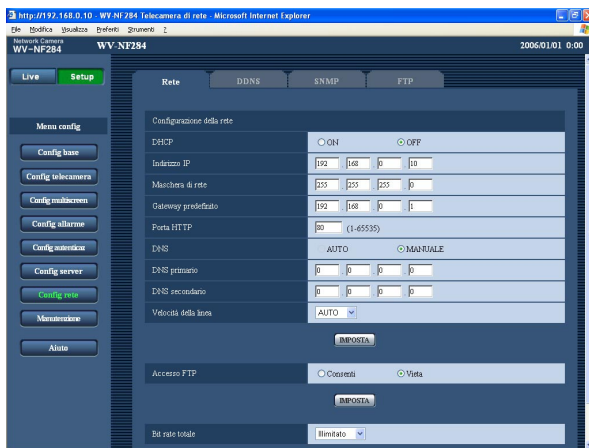 http://192.168.0.10 - WV-NF284 Telecamera di rete - Microsoft Internet Explorer
File Modifica Visualizza Preferiti Strumenti ?
Network Camera
WV-NF284
WV-NF284
2006/01/01 0:00
Live Setup
Rete DDNS SNMP FTP
Menu config
Config base
Config telecamera
Config multiscreen
Config allarme
Config autenticaz
Config server
Config rete
Manutenzione
Aiuto
Configurazione della rete
DHCP ON OFF
Indirizzo IP 192 . 168 . 0 . 10
Maschera di rete 255 . 255 . 255 . 0
Gateway predefinito 192 . 168 . 0 . 1
Porta HTTP 80 (1-65535)
DNS AUTO MANUALE
DNS primario 0 . 0 . 0 . 0
DNS secondario 0 . 0 . 0 . 0
Velocità della linea AUTO
IMPOSTA
Accesso FTP Consenti Vieta
IMPOSTA
Bit rate totale Illimitato